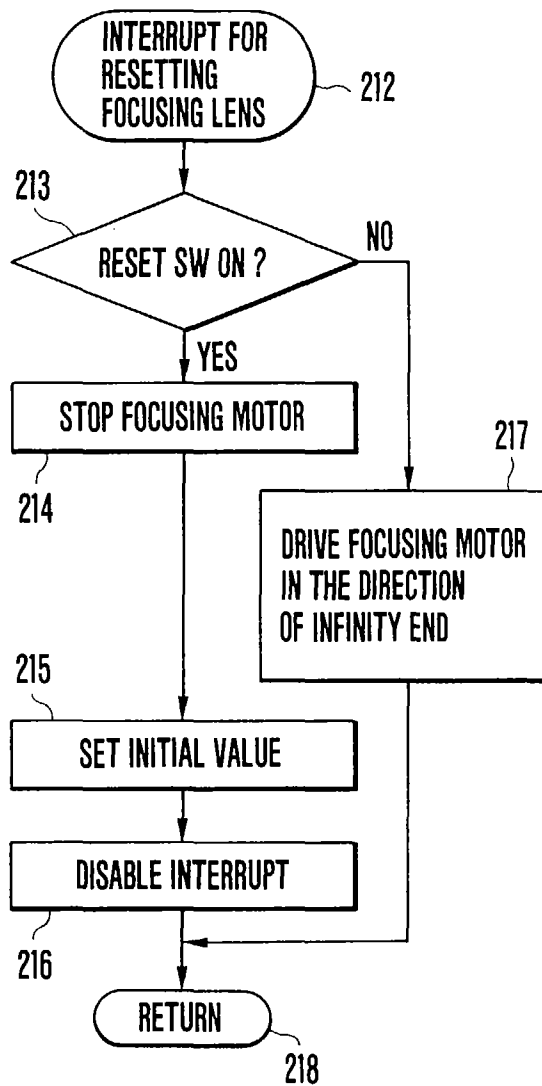 INTERRUPT FOR
RESETTING
FOCUSING LENS
212
213
RESET SW ON ?
NO
YES
STOP FOCUSING MOTOR
214
217
DRIVE FOCUSING MOTOR
IN THE DIRECTION
OF INFINITY END
215
SET INITIAL VALUE
DISABLE INTERRUPT
216
RETURN
218